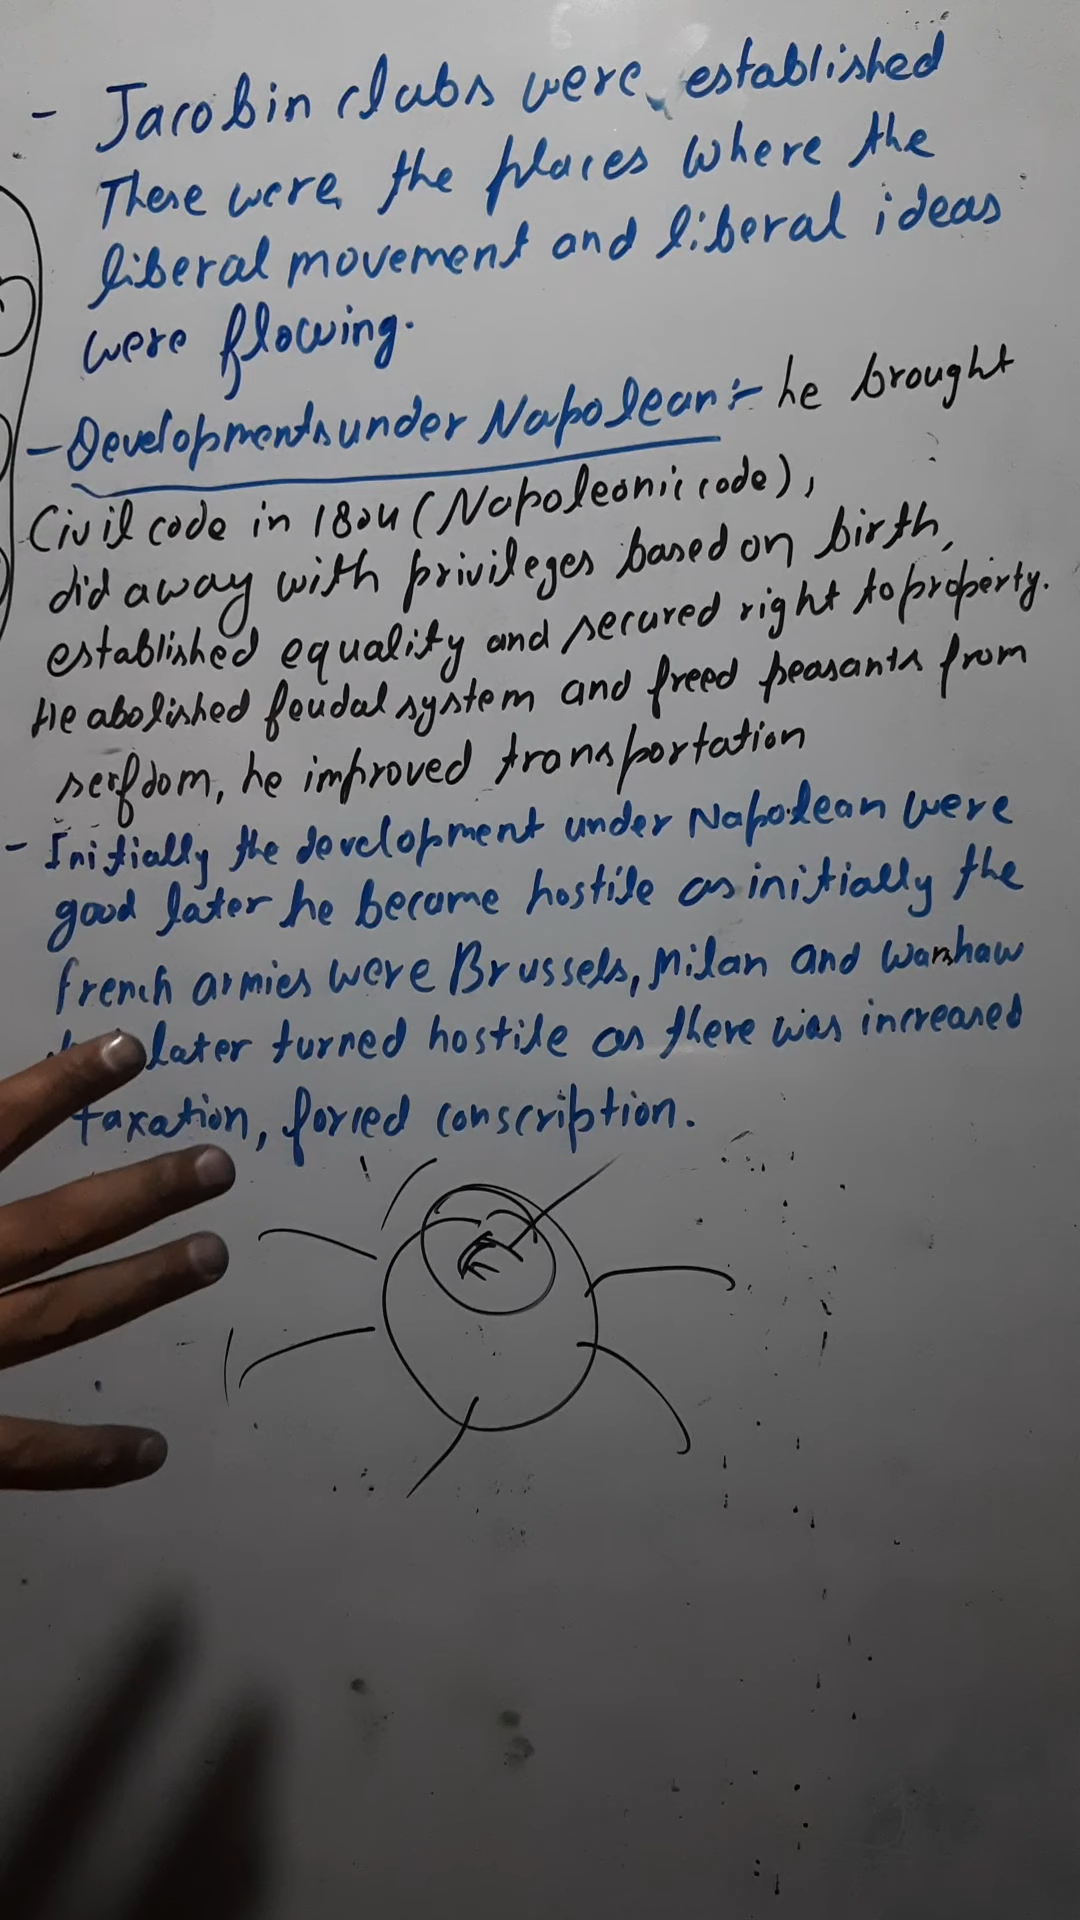 - Jacobin clubs were established
These were the places where the
liberal movement and liberal ideas
were flowing.
- Developments under Napolean :- he brought
Civil code in 1804 (Napoleonic code),
did away with privileges based on birth,
established equality and secured right to property.
He abolished feudal system and freed peasants from
serfdom, he improved transportation
- Initially the development under Napolean were
good later he became hostile as initially the
french armies were Brussels, Milan and Warshaw
later turned hostile as there was increased
taxation, forced conscription.